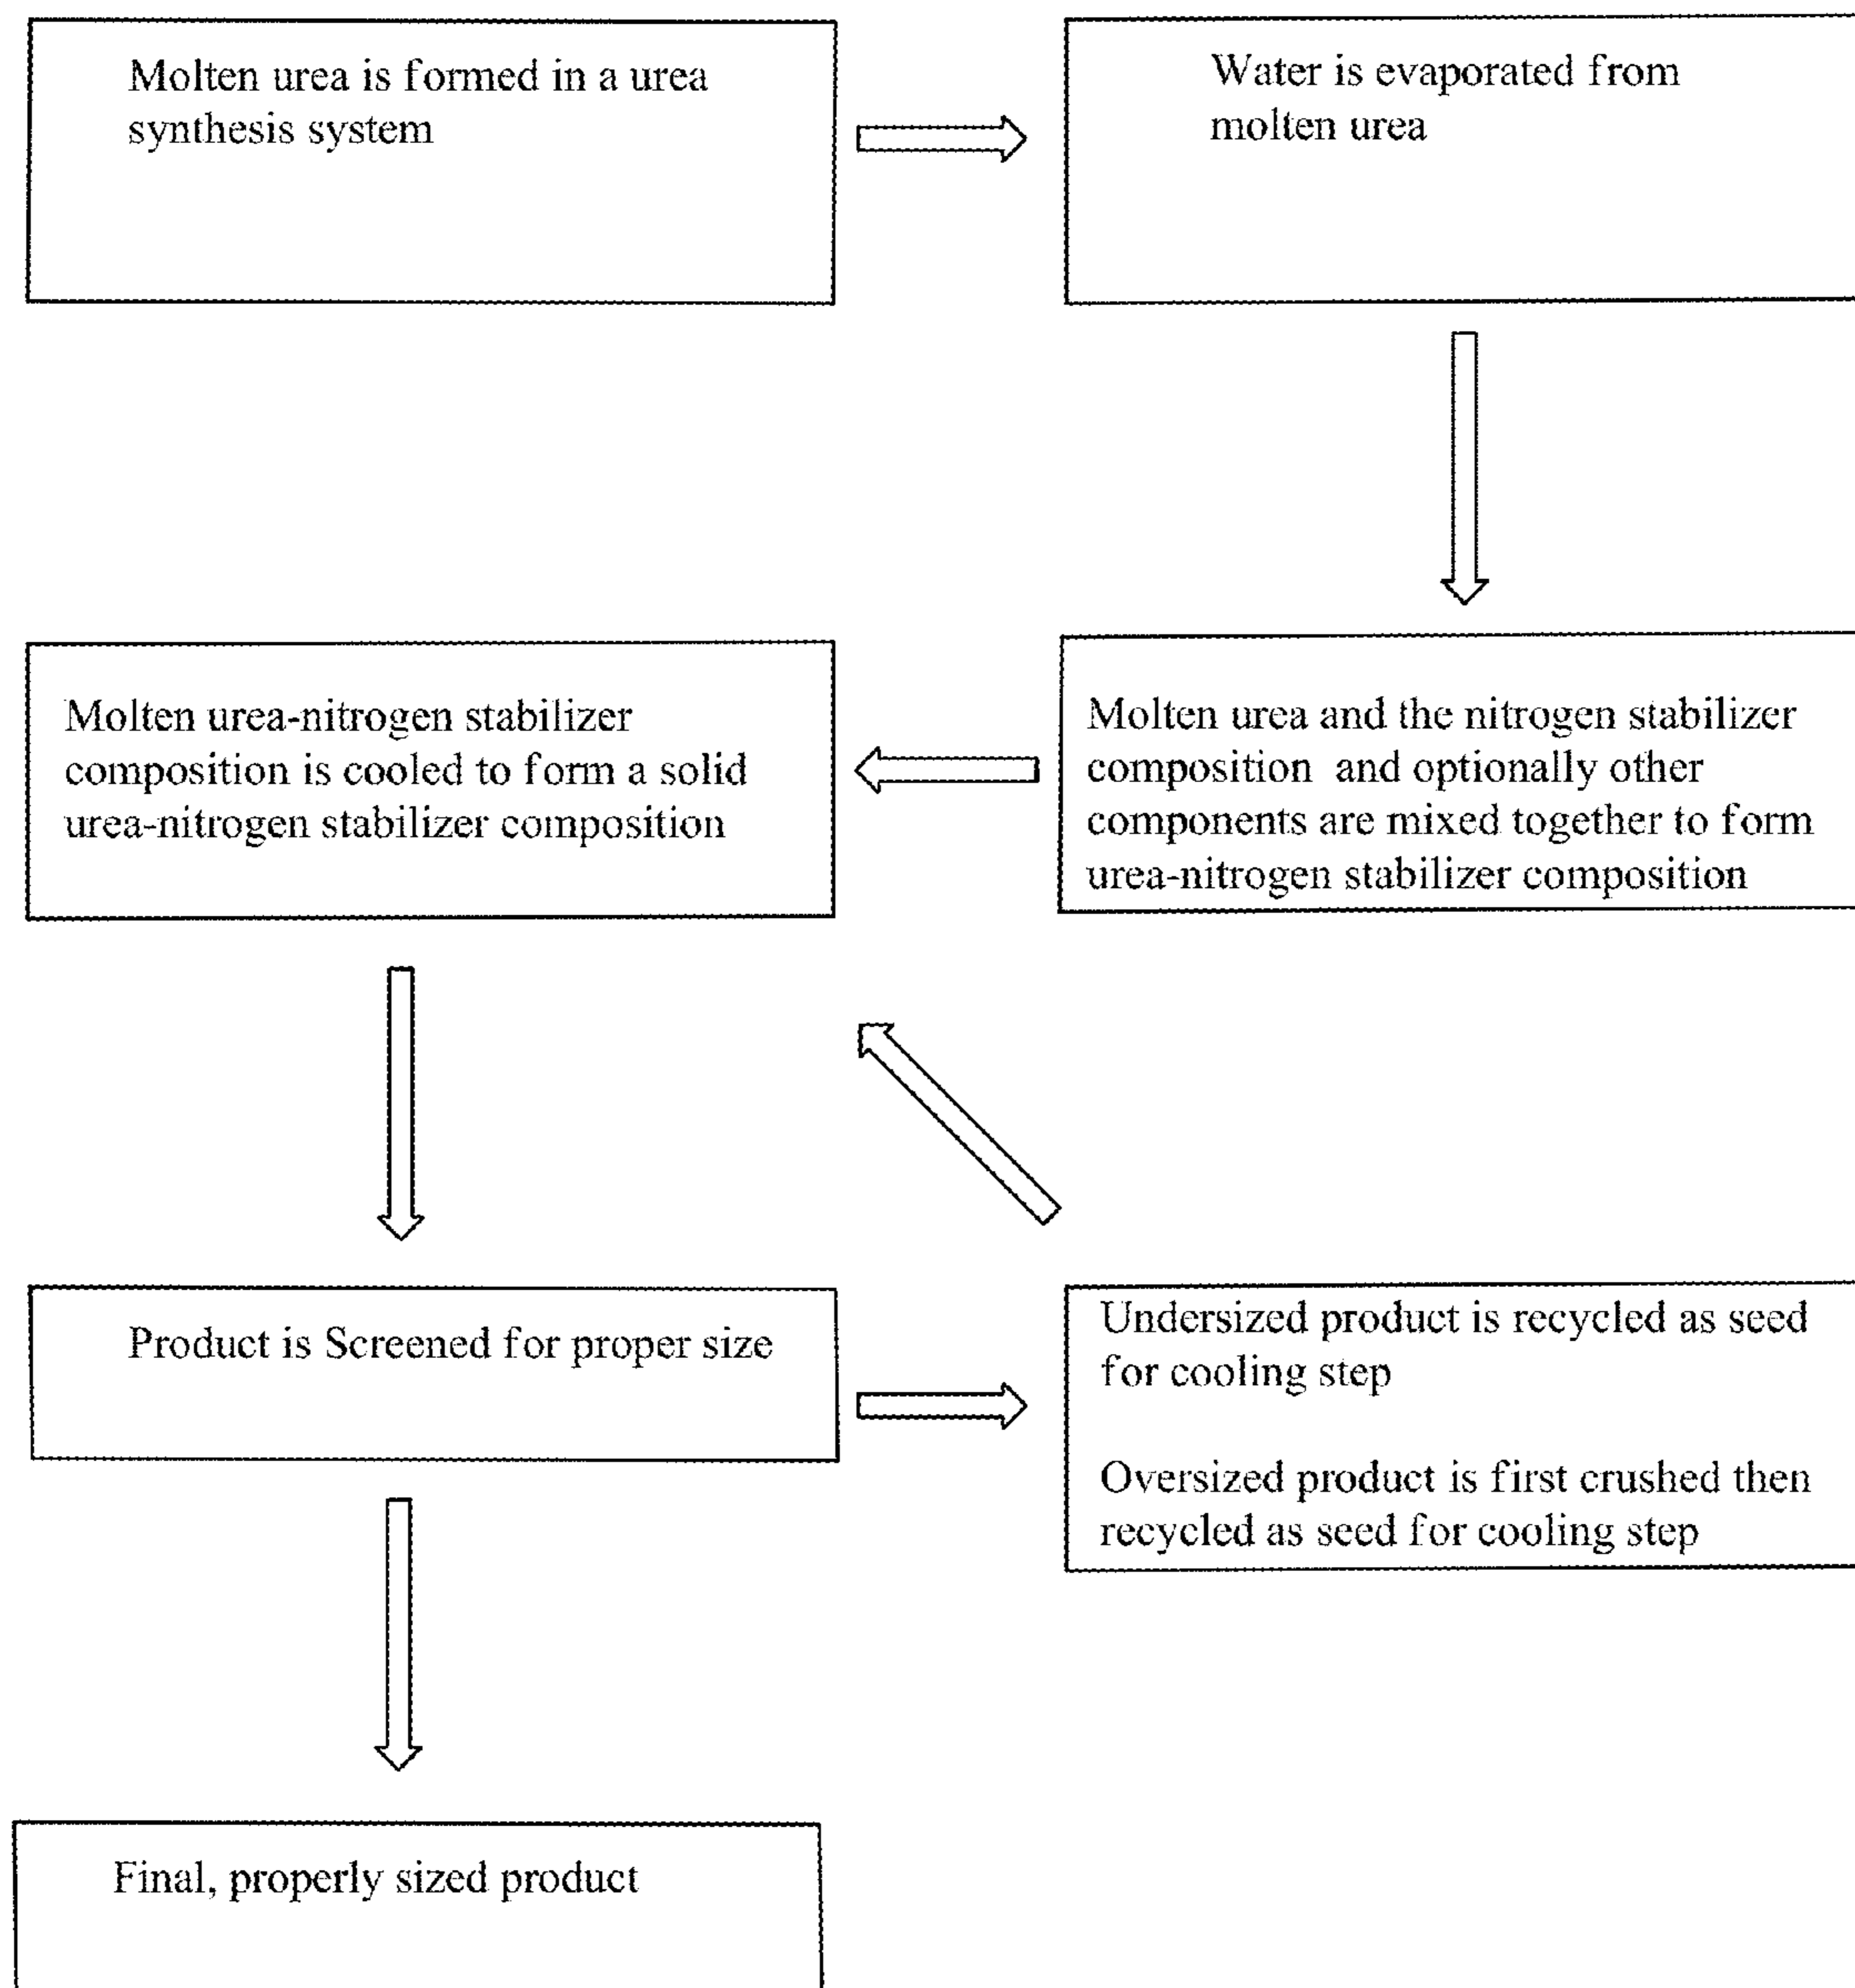 Molten urea is formed in a urea
synthesis system
Water is evaporated from
molten urea
Molten urea and the nitrogen stabilizer
composition and optionally other
components are mixed together to form
urea-nitrogen stabilizer composition
Molten urea-nitrogen stabilizer
composition is cooled to form a solid
urea-nitrogen stabilizer composition
Product is Screened for proper size
Undersized product is recycled as seed
for cooling step
Oversized product is first crushed then
recycled as seed for cooling step
Final, properly sized product